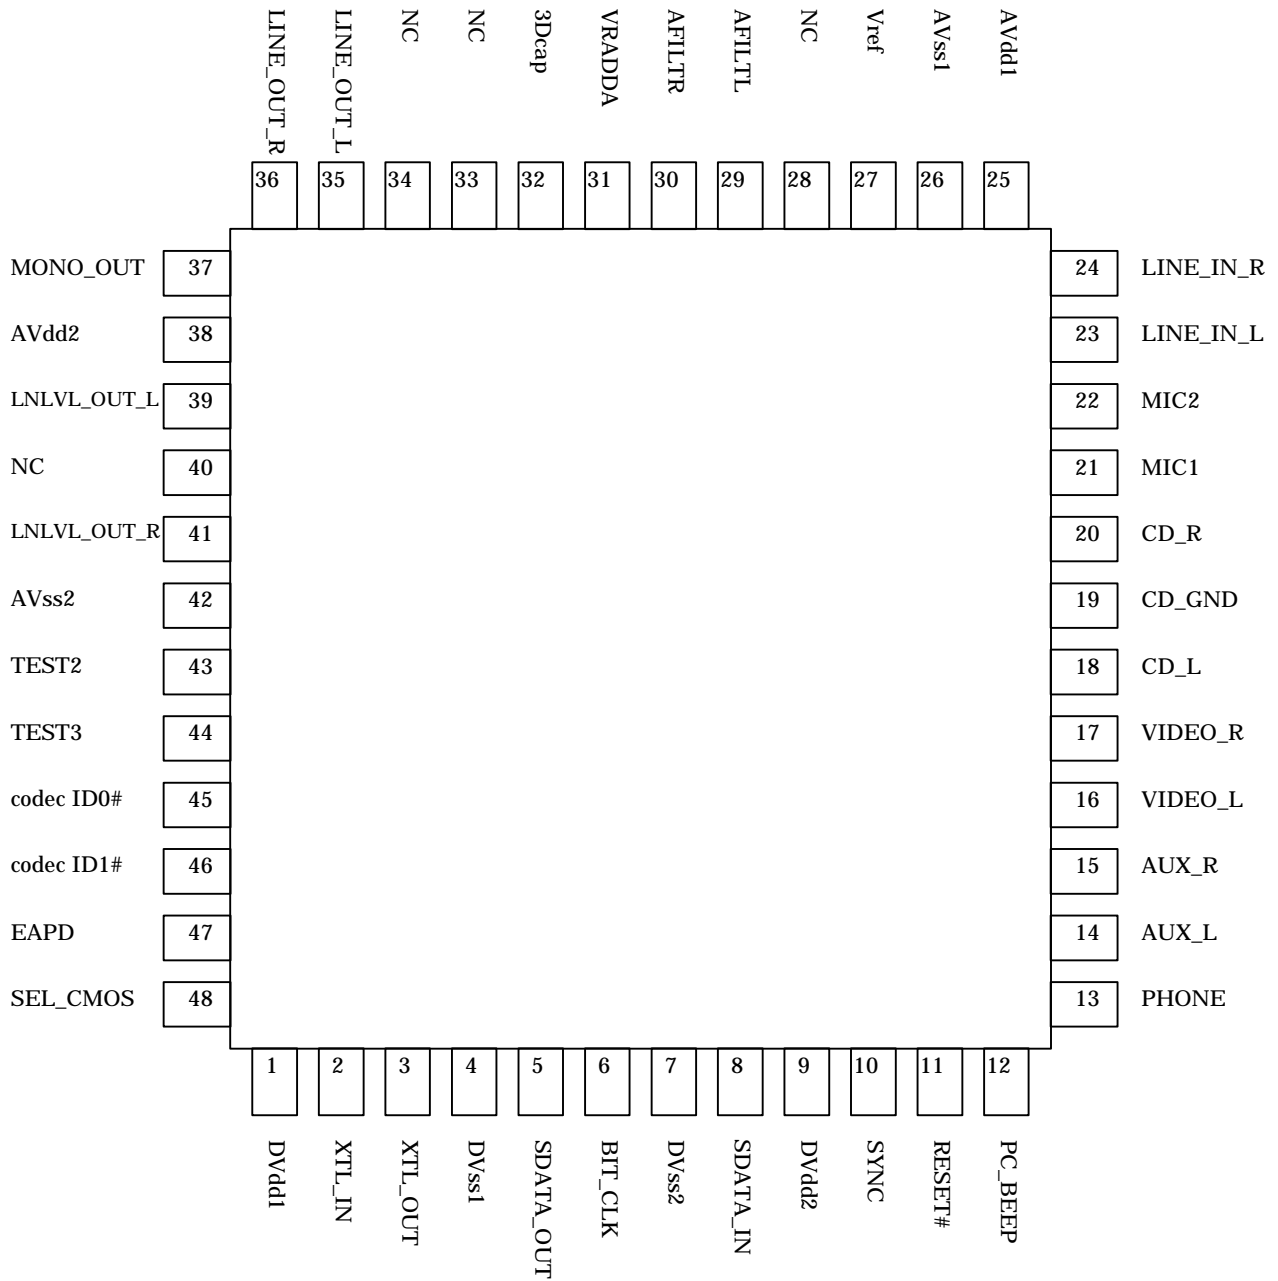 LINE_OUT_R
LINE_OUT_L
NC
NC
3Dcap
VRADDA
AFILTR
AFILTL
NC
Vref
AVss1
AVdd1
36 35 34 33 32 31 30 29 28 27 26 25
MONO_OUT 37 24 LINE_IN_R
AVdd2 38 23 LINE_IN_L
LNLVL_OUT_L 39 22 MIC2
NC 40 21 MIC1
LNLVL_OUT_R 41 20 CD_R
AVss2 42 19 CD_GND
TEST2 43 18 CD_L
TEST3 44 17 VIDEO_R
codec ID0# 45 16 VIDEO_L
codec ID1# 46 15 AUX_R
EAPD 47 14 AUX_L
SEL_CMOS 48 13 PHONE
1 2 3 4 5 6 7 8 9 10 11 12
DVdd1
XTL_IN
XTL_OUT
DVss1
SDATA_OUT
BIT_CLK
DVss2
SDATA_IN
DVdd2
SYNC
RESET#
PC_BEEP